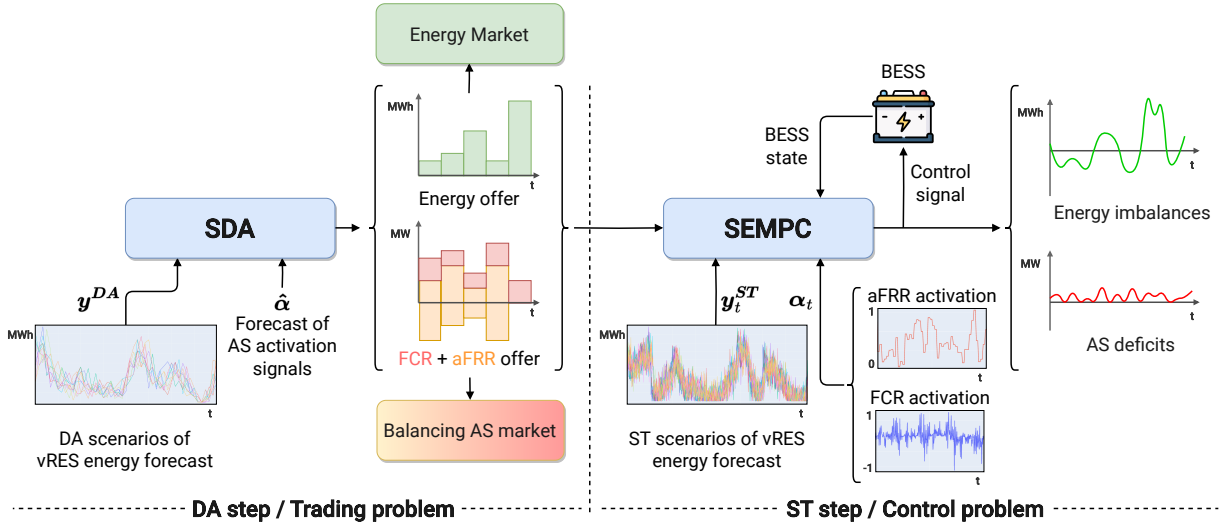 Energy Market
MWh
t
Energy offer
MW
t
FCR + aFRR offer
Balancing AS market
SDA
y^{DA}
α̂
Forecast of
AS activation
signals
MWh
t
DA scenarios of
vRES energy forecast
DA step / Trading problem
BESS
BESS
state
Control
signal
SEMPC
y_t^{ST}
α_t
MWh
t
ST scenarios of vRES
energy forecast
aFRR activation
1
0
t
FCR activation
1
-1
t
MWh
t
Energy imbalances
MW
t
AS deficits
ST step / Control problem